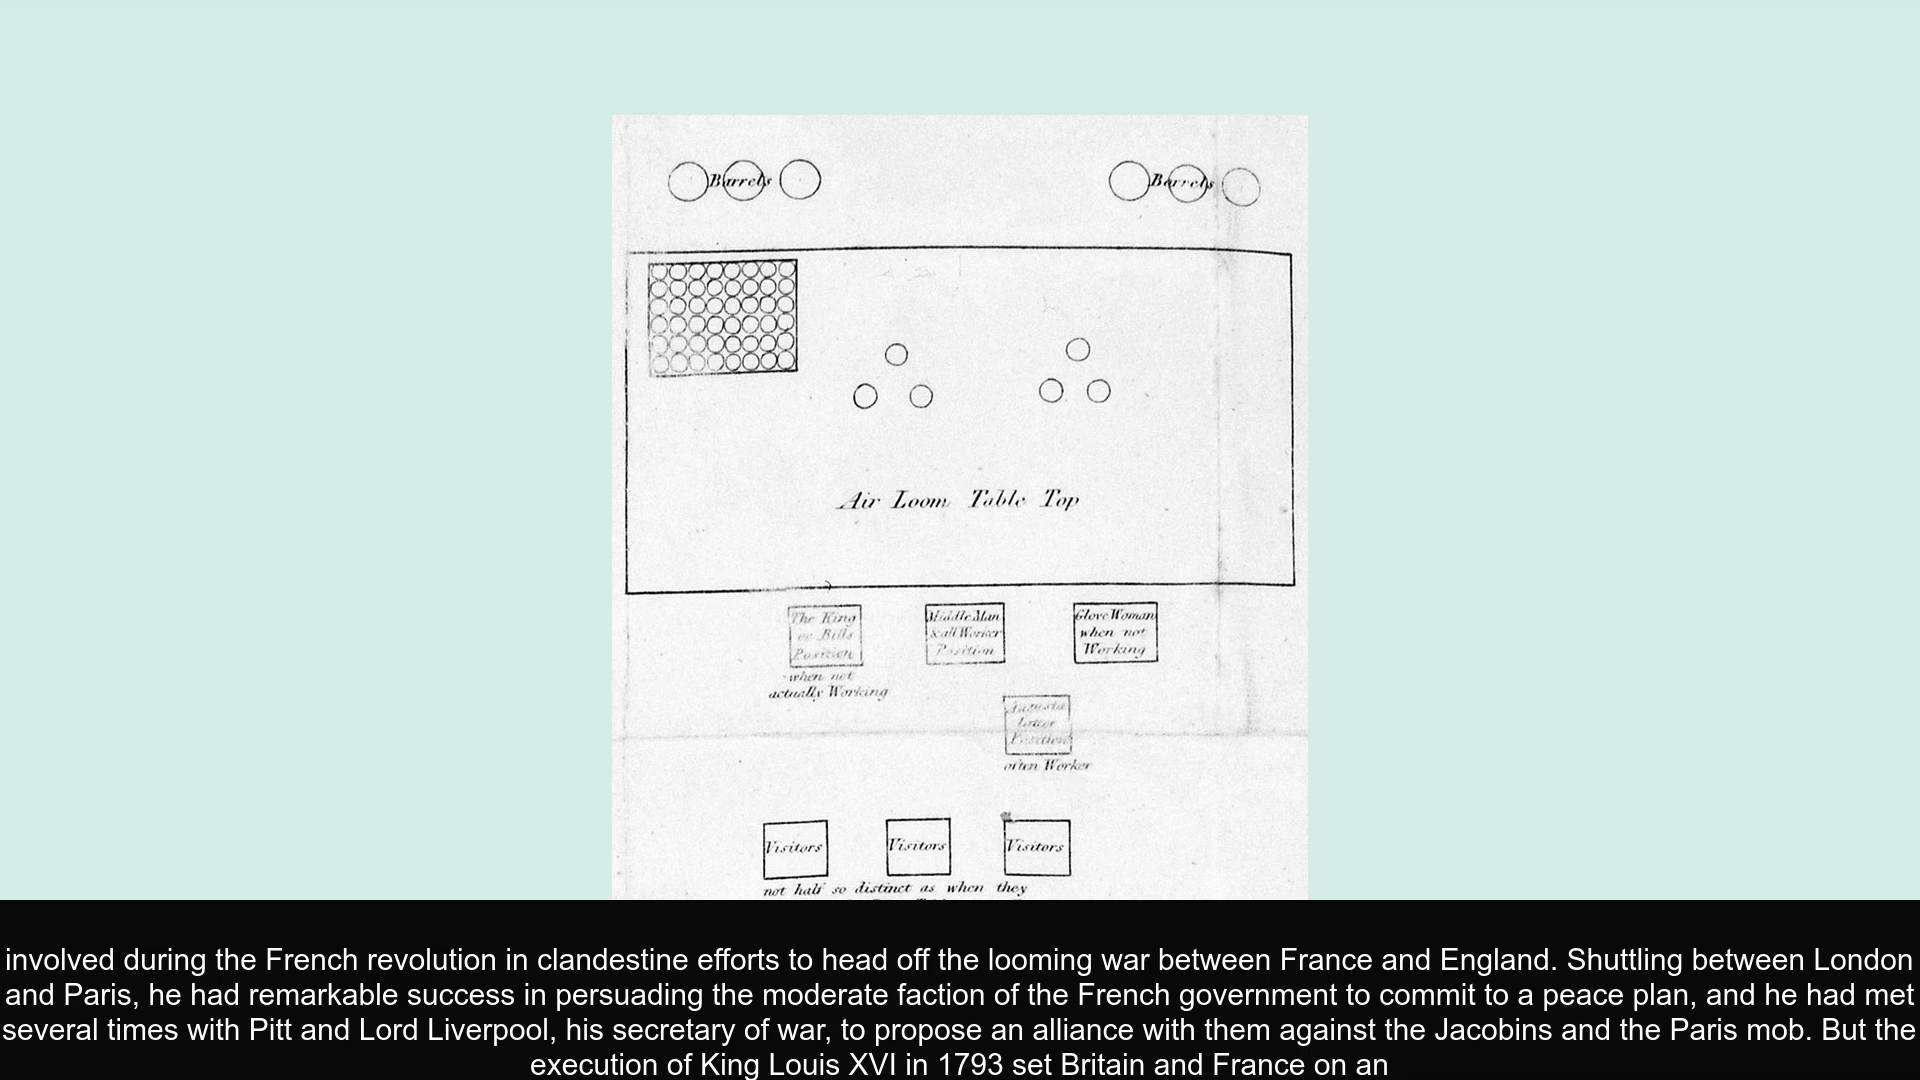 Barrels Barrels
Air Loom Table Top
The King Middle Man Glove Woman
or Bills & all Worker when not
Position Position Working
when not
actually Working
Augusta
Position
often Worker
Visitors Visitors Visitors
not half so distinct as when they
involved during the French revolution in clandestine efforts to head off the looming war between France and England. Shuttling between London
and Paris, he had remarkable success in persuading the moderate faction of the French government to commit to a peace plan, and he had met
several times with Pitt and Lord Liverpool, his secretary of war, to propose an alliance with them against the Jacobins and the Paris mob. But the
execution of King Louis XVI in 1793 set Britain and France on an